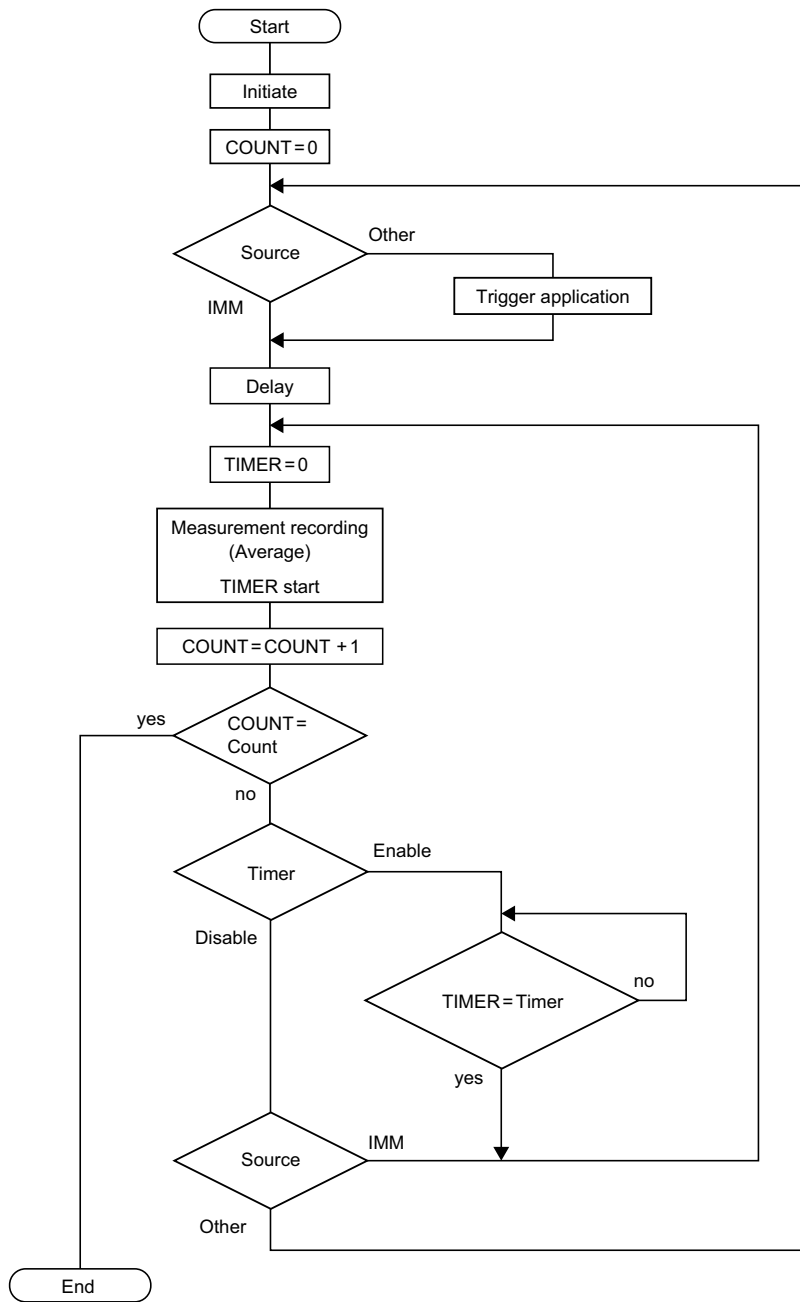 Start
Initiate
COUNT=0
Source
Other
IMM
Trigger application
Delay
TIMER=0
Measurement recording
(Average)
TIMER start
COUNT=COUNT +1
yes
COUNT=
Count
no
Timer
Enable
Disable
TIMER=Timer
no
yes
Source
IMM
Other
End